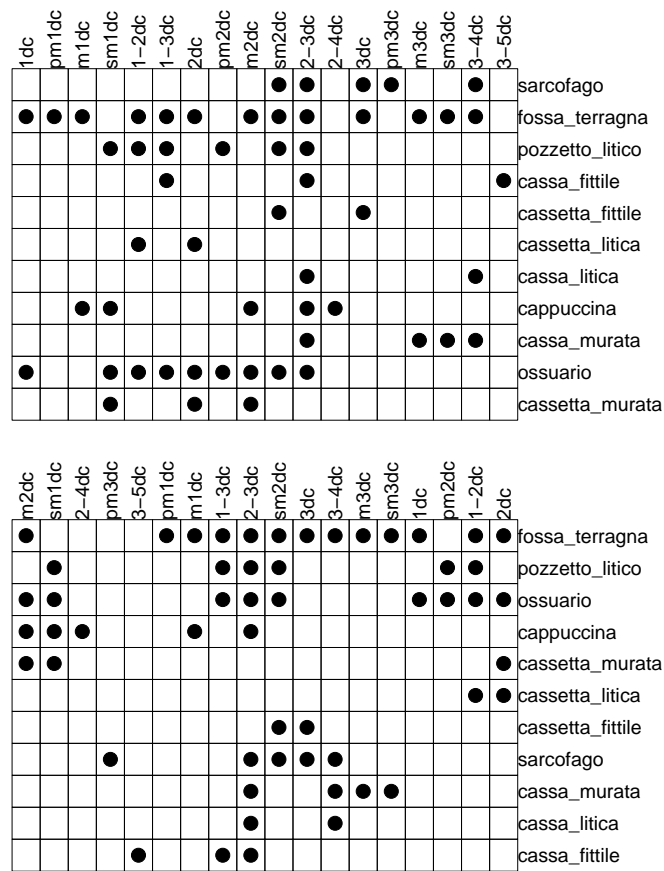 1dc pm1dc m1dc sm1dc 1−2dc 1−3dc 2dc pm2dc m2dc sm2dc 2−3dc 2−4dc 3dc pm3dc m3dc sm3dc 3−4dc 3−5dc
sarcofago
fossa_terragna
pozzetto_litico
cassa_fittile
cassetta_fittile
cassetta_litica
cassa_litica
cappuccina
cassa_murata
ossuario
cassetta_murata
m2dc sm1dc 2−4dc pm3dc 3−5dc pm1dc m1dc 1−3dc 2−3dc sm2dc 3dc 3−4dc m3dc sm3dc 1dc pm2dc 1−2dc 2dc
fossa_terragna
pozzetto_litico
ossuario
cappuccina
cassetta_murata
cassetta_litica
cassetta_fittile
sarcofago
cassa_murata
cassa_litica
cassa_fittile